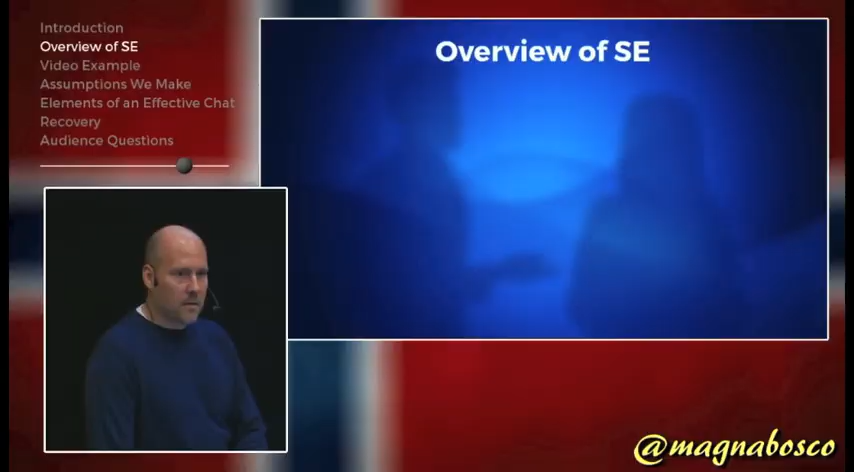 Introduction
Overview of SE
Video Example
Assumptions We Make
Elements of an Effective Chat
Recovery
Audience Questions
Overview of SE
@magnabosco